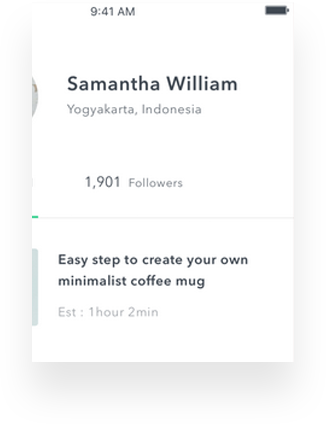 9:41 AM
Samantha William
Yogyakarta, Indonesia
1,901 Followers
Easy step to create your own
minimalist coffee mug
Est : 1hour 2min